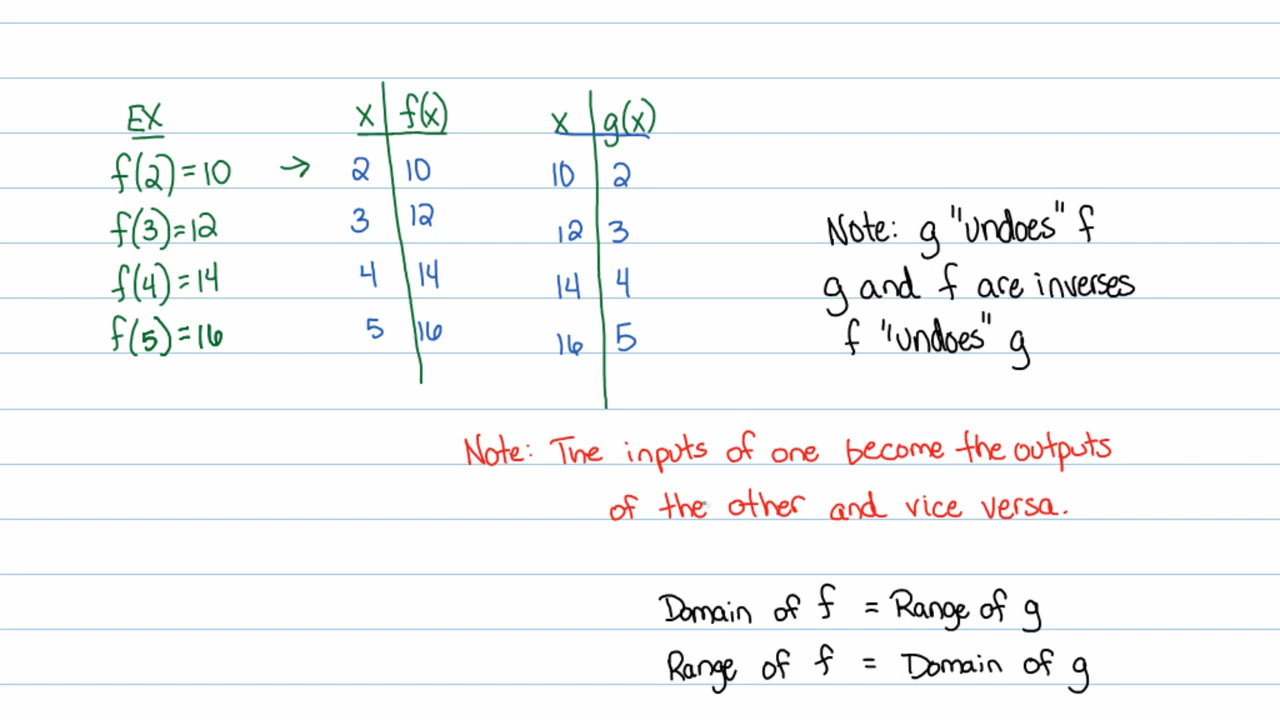 EX
f(2)=10 →
f(3)=12
f(4)=14
f(5)=16
x f(x)
2 10
3 12
4 14
5 16
x g(x)
10 2
12 3
14 4
16 5
Note: g "undoes" f
g and f are inverses
f "undoes" g
Note: The inputs of one become the outputs
of the other and vice versa.
Domain of f = Range of g
Range of f = Domain of g